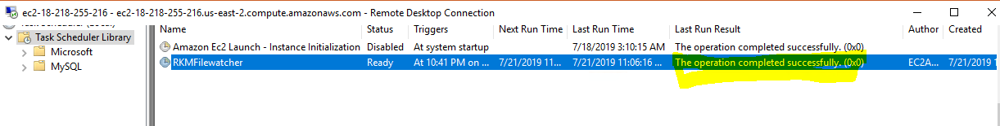 ec2-18-218-255-216 - ec2-18-218-255-216.us-east-2.compute.amazonaws.com - Remote Desktop Connection
Task Scheduler (Local)
Task Scheduler Library
Microsoft
MySQL
Name Status Triggers Next Run Time Last Run Time Last Run Result Author Created
Amazon Ec2 Launch - Instance Initialization Disabled At system startup 7/18/2019 3:10:15 AM The operation completed successfully. (0x0)
RKMFilewatcher Ready At 10:41 PM on ... 7/21/2019 11... 7/21/2019 11:06:16 ... The operation completed successfully. (0x0) EC2A... 7/21/2019 1